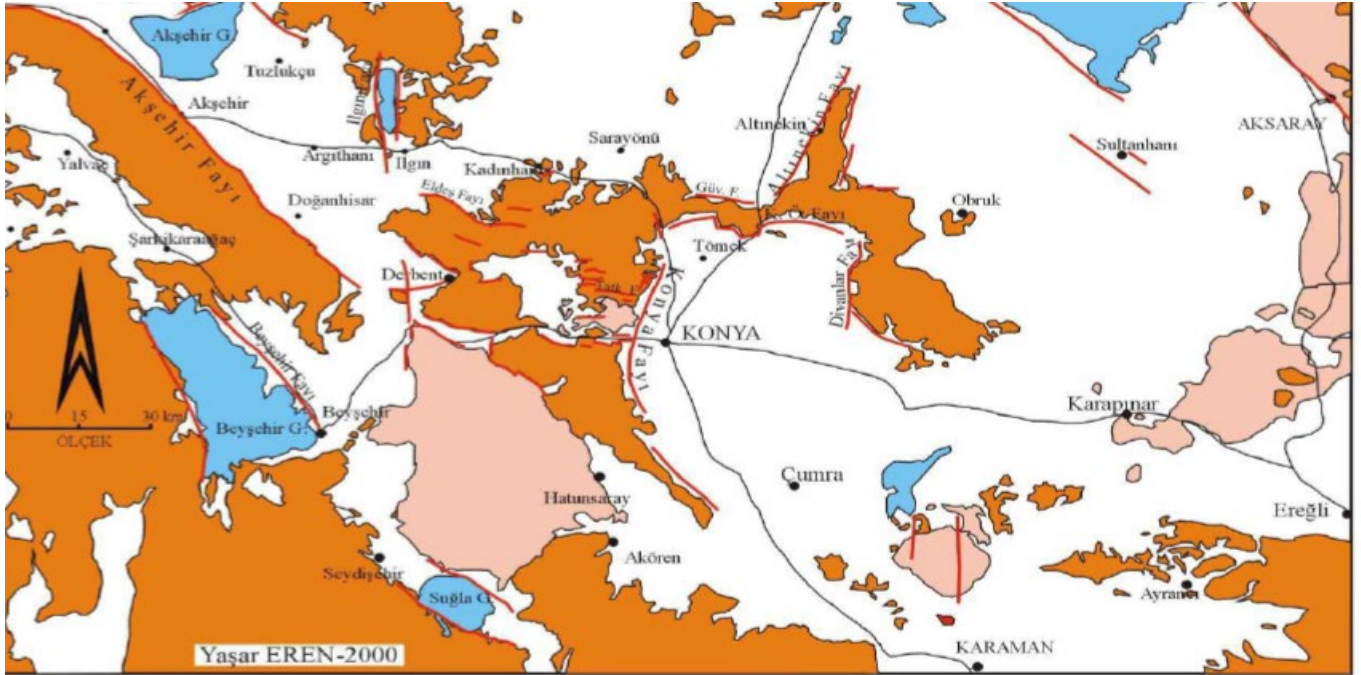 Akşehir G.
Tuzlukçu
Akşehir
Akşehir Fayı
Yalvaç
Argıthanı
Ilgın
Kadınhanı
Sarayönü
Altınekin
Altınekin Fayı
Sultanhanı
AKSARAY
Eldeş Fayı
Güv. F.
Doğanhisar
Obruk
K. Ö. Fayı
Tömek
Şarkikaraağaç
Derbent
Divanlar Fayı
Konya Fayı
KONYA
Beyşehir Fayı
0 15 30 km
ÖLÇEK
Beyşehir G.
Beyşehir
Karapınar
Hatunsaray
Çumra
Ereğli
Akören
Seydişehir
Suğla G.
Ayrancı
KARAMAN
Yaşar EREN-2000